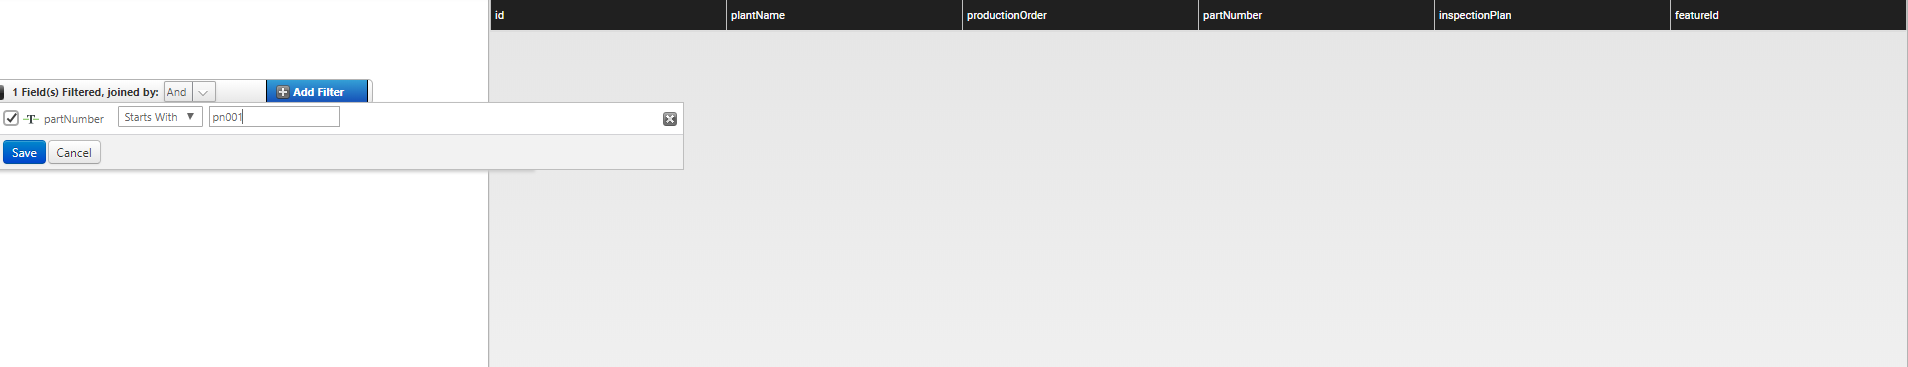 id plantName productionOrder partNumber inspectionPlan featureId
1 Field(s) Filtered, joined by: And Add Filter
T partNumber Starts With pn001
Save Cancel